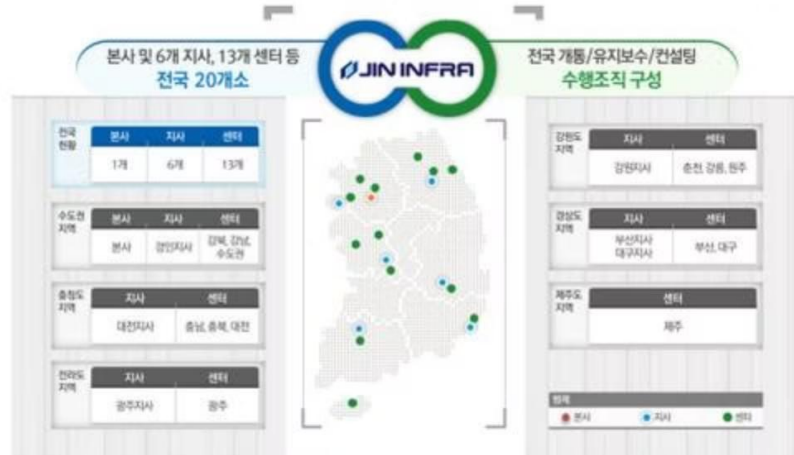 본사 및 6개 지사, 13개 센터 등
전국 20개소
JIN INFRA
전국 개통/유지보수/컨설팅
수행조직 구성
전국 현황
본사 지사 센터
1개 6개 13개
수도권 지역
본사 지사 센터
본사 경인지사 강북, 강남, 수도권
충청도 지역
지사 센터
대전지사 충남, 충북, 대전
전라도 지역
지사 센터
광주지사 광주
강원도 지역
지사 센터
강원지사 춘천, 강릉, 원주
경상도 지역
지사 센터
부산지사 대구지사 부산, 대구
제주도 지역
센터
제주
범례
본사 지사 센터